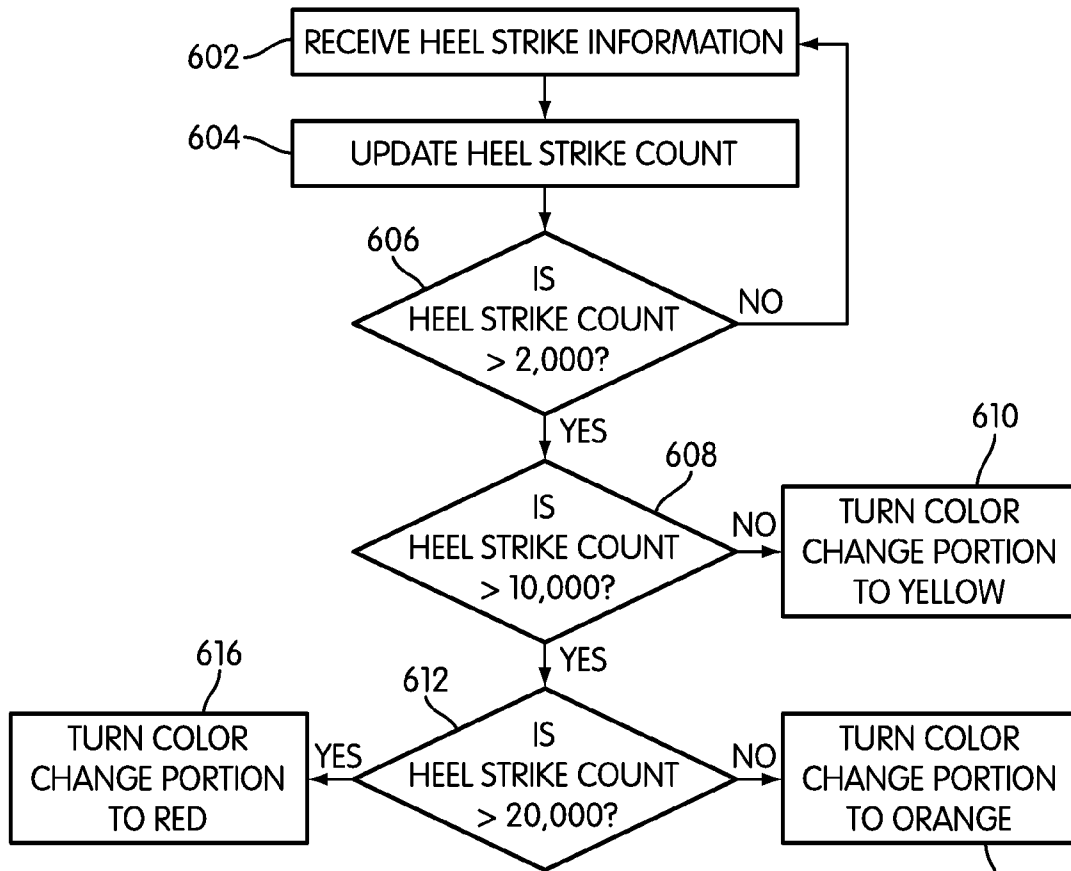 602
RECEIVE HEEL STRIKE INFORMATION
604
UPDATE HEEL STRIKE COUNT
606
IS
HEEL STRIKE COUNT
> 2,000?
NO
YES
608
IS
HEEL STRIKE COUNT
> 10,000?
NO
610
TURN COLOR
CHANGE PORTION
TO YELLOW
YES
612
IS
HEEL STRIKE COUNT
> 20,000?
YES
616
TURN COLOR
CHANGE PORTION
TO RED
NO
TURN COLOR
CHANGE PORTION
TO ORANGE